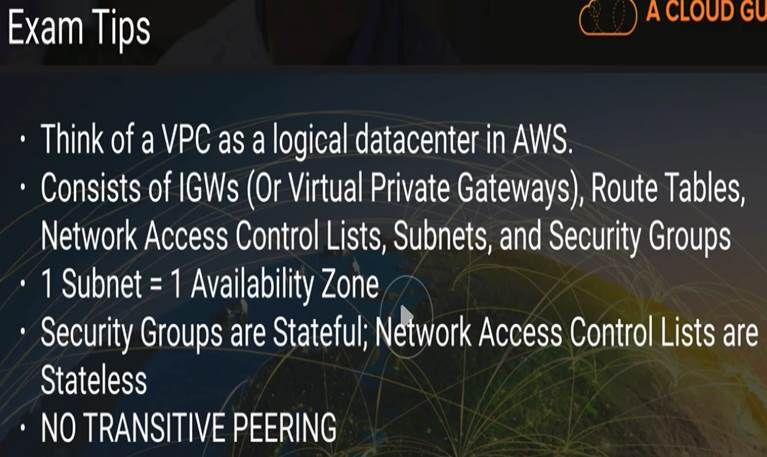 Exam Tips
A CLOUD GU
• Think of a VPC as a logical datacenter in AWS.
• Consists of IGWs (Or Virtual Private Gateways), Route Tables,
Network Access Control Lists, Subnets, and Security Groups
• 1 Subnet = 1 Availability Zone
• Security Groups are Stateful; Network Access Control Lists are
Stateless
• NO TRANSITIVE PEERING